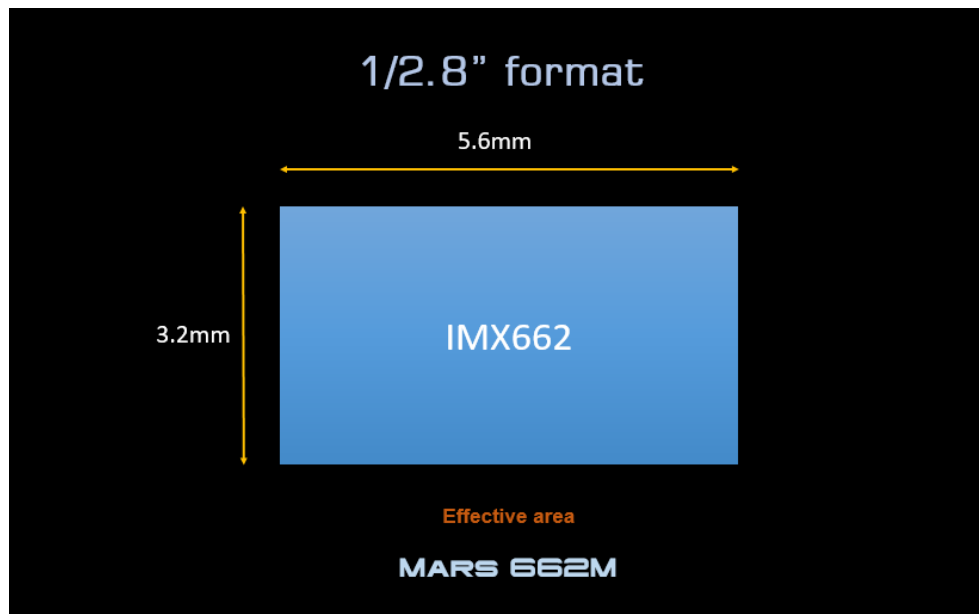 1/2.8” format
5.6mm
3.2mm
IMX662
Effective area
MARS 662M